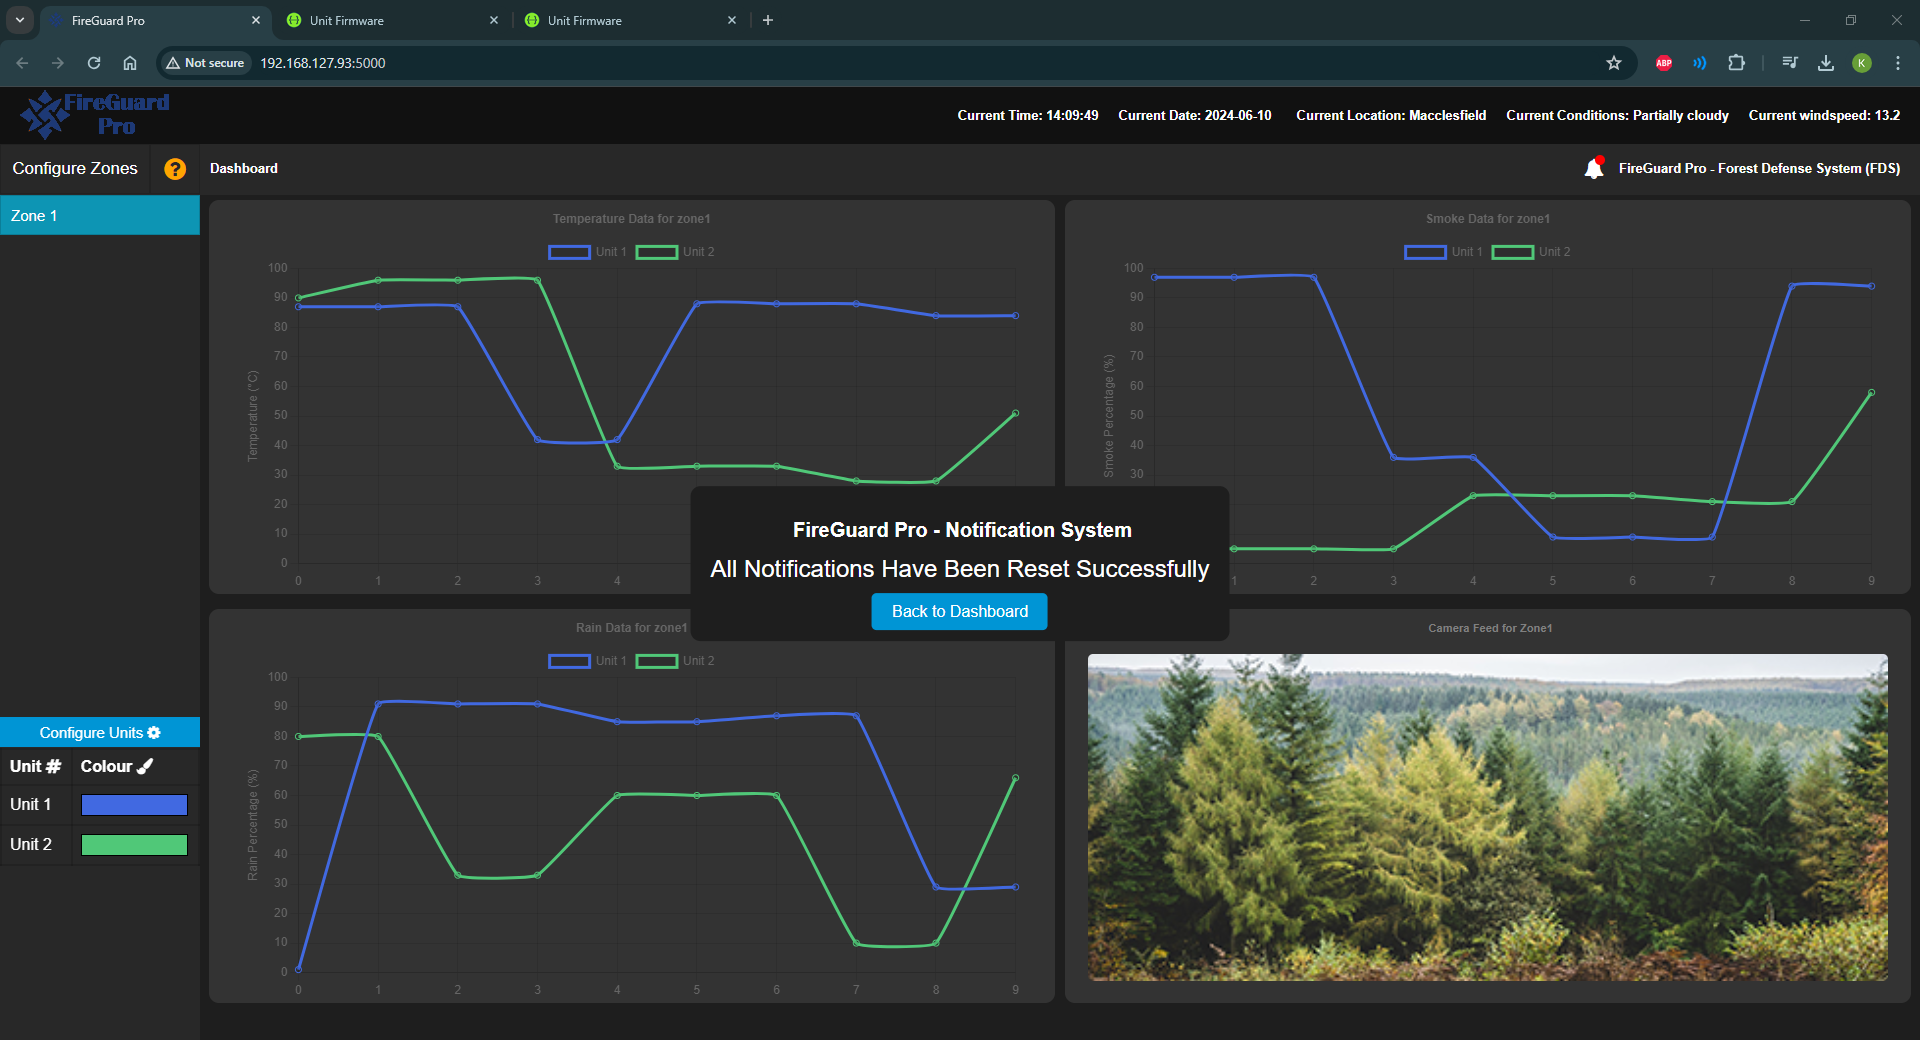 FireGuard Pro
Unit Firmware
Unit Firmware
Not secure
192.168.127.93:5000
ABP
K
FireGuard
Pro
Current Time: 14:09:49
Current Date: 2024-06-10
Current Location: Macclesfield
Current Conditions: Partially cloudy
Current windspeed: 13.2
Configure Zones
?
Dashboard
FireGuard Pro - Forest Defense System (FDS)
Zone 1
Temperature Data for zone1
Unit 1
Unit 2
100
90
80
70
60
50
40
30
20
10
0
Temperature (°C)
0
1
2
3
4
Smoke Data for zone1
Unit 1
Unit 2
100
90
80
70
60
50
40
30
Smoke Percentage (%)
1
2
3
4
5
6
7
8
9
FireGuard Pro - Notification System
All Notifications Have Been Reset Successfully
Back to Dashboard
Rain Data for zone1
Unit 1
Unit 2
100
90
80
70
60
50
40
30
20
10
0
Rain Percentage (%)
0
1
2
3
4
5
6
7
8
9
Camera Feed for Zone1
Configure Units
Unit #
Colour
Unit 1
Unit 2